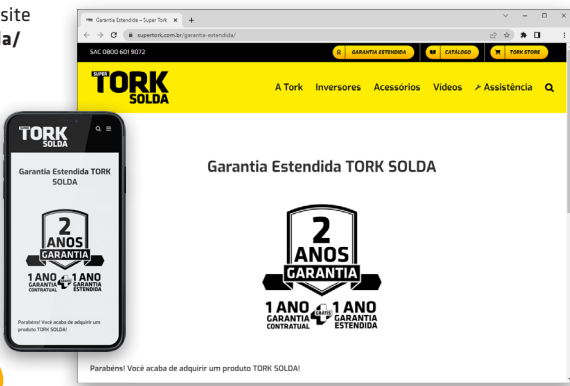 site
da/
Garantia Estendida – Super Tork
supertork.com.br/garantia-estendida/
SAC 0800 601 9072
GARANTIA ESTENDIDA
CATÁLOGO
TORK STORE
SUPER
TORK
SOLDA
A Tork Inversores Acessórios Vídeos Assistência
Garantia Estendida TORK SOLDA
2
ANOS
GARANTIA
1 ANO
GARANTIA
CONTRATUAL
GRÁTIS
1 ANO
GARANTIA
ESTENDIDA
Parabéns! Você acaba de adquirir um produto TORK SOLDA!
TORK
SOLDA
Garantia Estendida TORK
SOLDA
2
ANOS
GARANTIA
1 ANO
GARANTIA
CONTRATUAL
1 ANO
GARANTIA
ESTENDIDA
Parabéns! Você acaba de adquirir um
produto TORK SOLDA!